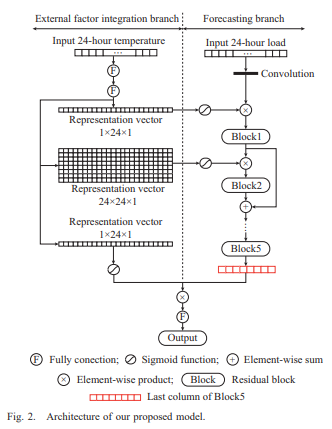 External factor integration branch
Forecasting branch
Input 24-hour temperature
Input 24-hour load
...
...
F
Convolution
F
Representation vector
1×24×1
×
Block1
×
Representation vector
24×24×1
Block2
+
Representation vector
1×24×1
Block5
×
F
Output
F Fully conection; Sigmoid function; + Element-wise sum
× Element-wise product; Block Residual block
Last column of Block5
Fig. 2. Architecture of our proposed model.